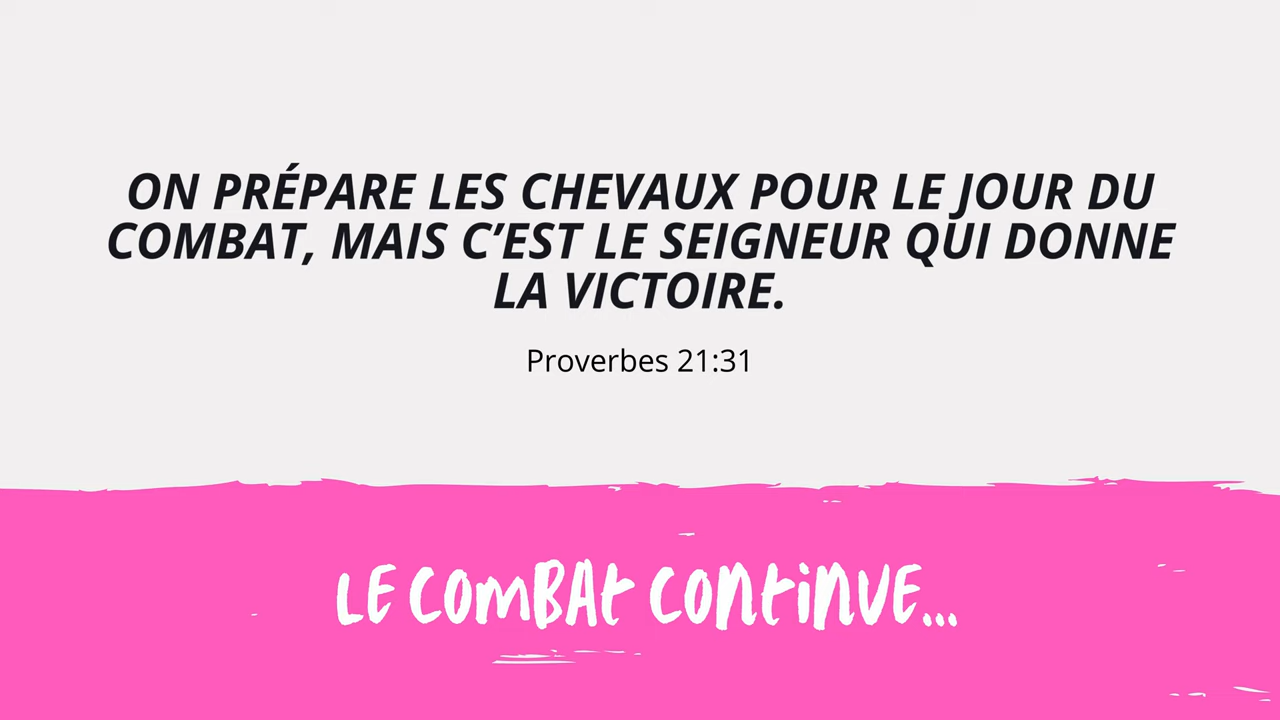 ON PRÉPARE LES CHEVAUX POUR LE JOUR DU
COMBAT, MAIS C’EST LE SEIGNEUR QUI DONNE
LA VICTOIRE.
Proverbes 21:31
LE COMBAT CONTINUE...